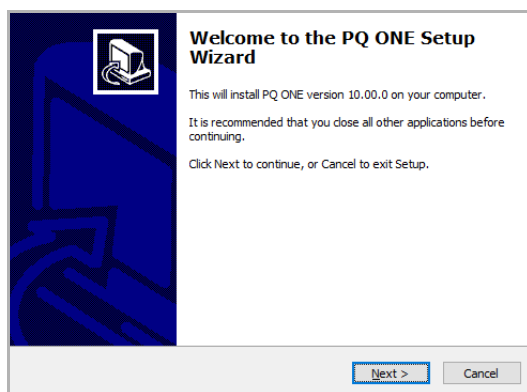 Welcome to the PQ ONE Setup
Wizard
This will install PQ ONE version 10.00.0 on your computer.
It is recommended that you close all other applications before
continuing.
Click Next to continue, or Cancel to exit Setup.
Next >
Cancel